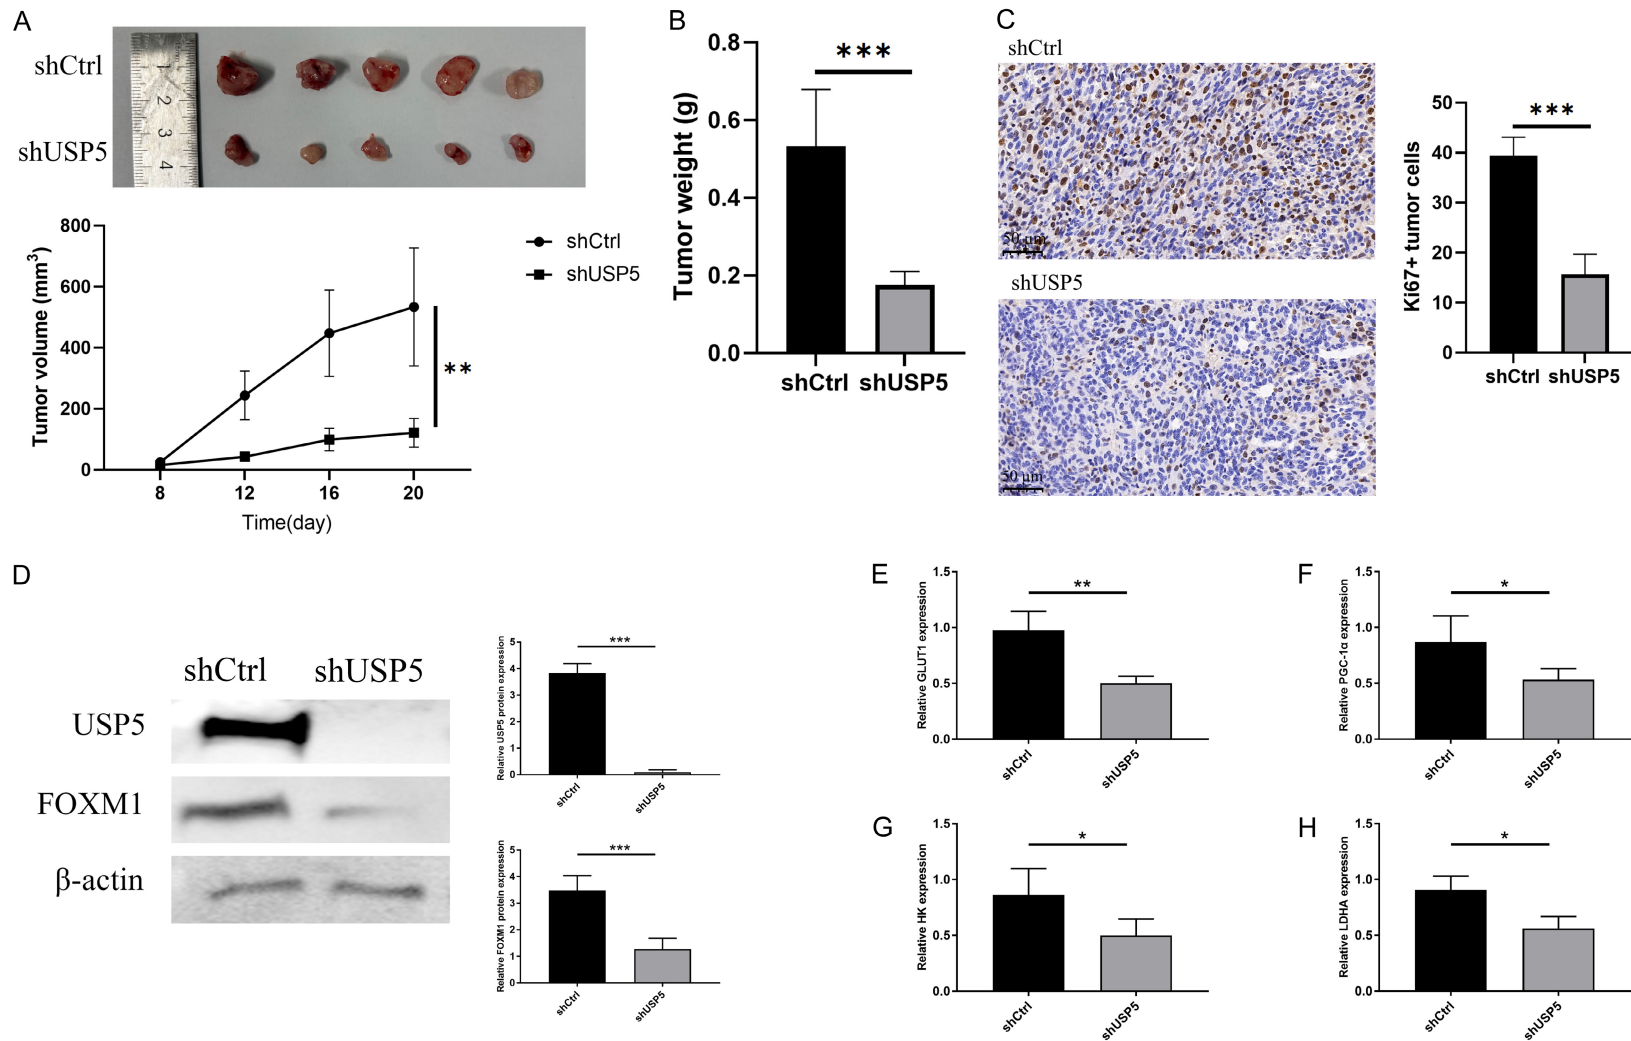 A
shCtrl
shUSP5
1
2
3
4
800
600
400
200
0
Tumor volume (mm3)
8 12 16 20
Time(day)
shCtrl
shUSP5
**
B
0.8
0.6
0.4
0.2
0.0
Tumor weight (g)
***
shCtrl shUSP5
C
shCtrl
50 μm
shUSP5
50 μm
50
40
30
20
10
0
Ki67+ tumor cells
***
shCtrl shUSP5
D
shCtrl shUSP5
USP5
FOXM1
β-actin
5
4
3
2
1
0
Relative USP5 protein expression
***
shCtrl
shUSP5
5
4
3
2
1
0
Relative FOXM1 protein expression
***
shCtrl
shUSP5
E
1.5
1.0
0.5
0.0
Relative GLUT1 expression
**
shCtrl
shUSP5
F
1.5
1.0
0.5
0.0
Relative PGC-1α expression
*
shCtrl
shUSP5
G
1.5
1.0
0.5
0.0
Relative HK expression
*
shCtrl
shUSP5
H
1.5
1.0
0.5
0.0
Relative LDHA expression
*
shCtrl
shUSP5